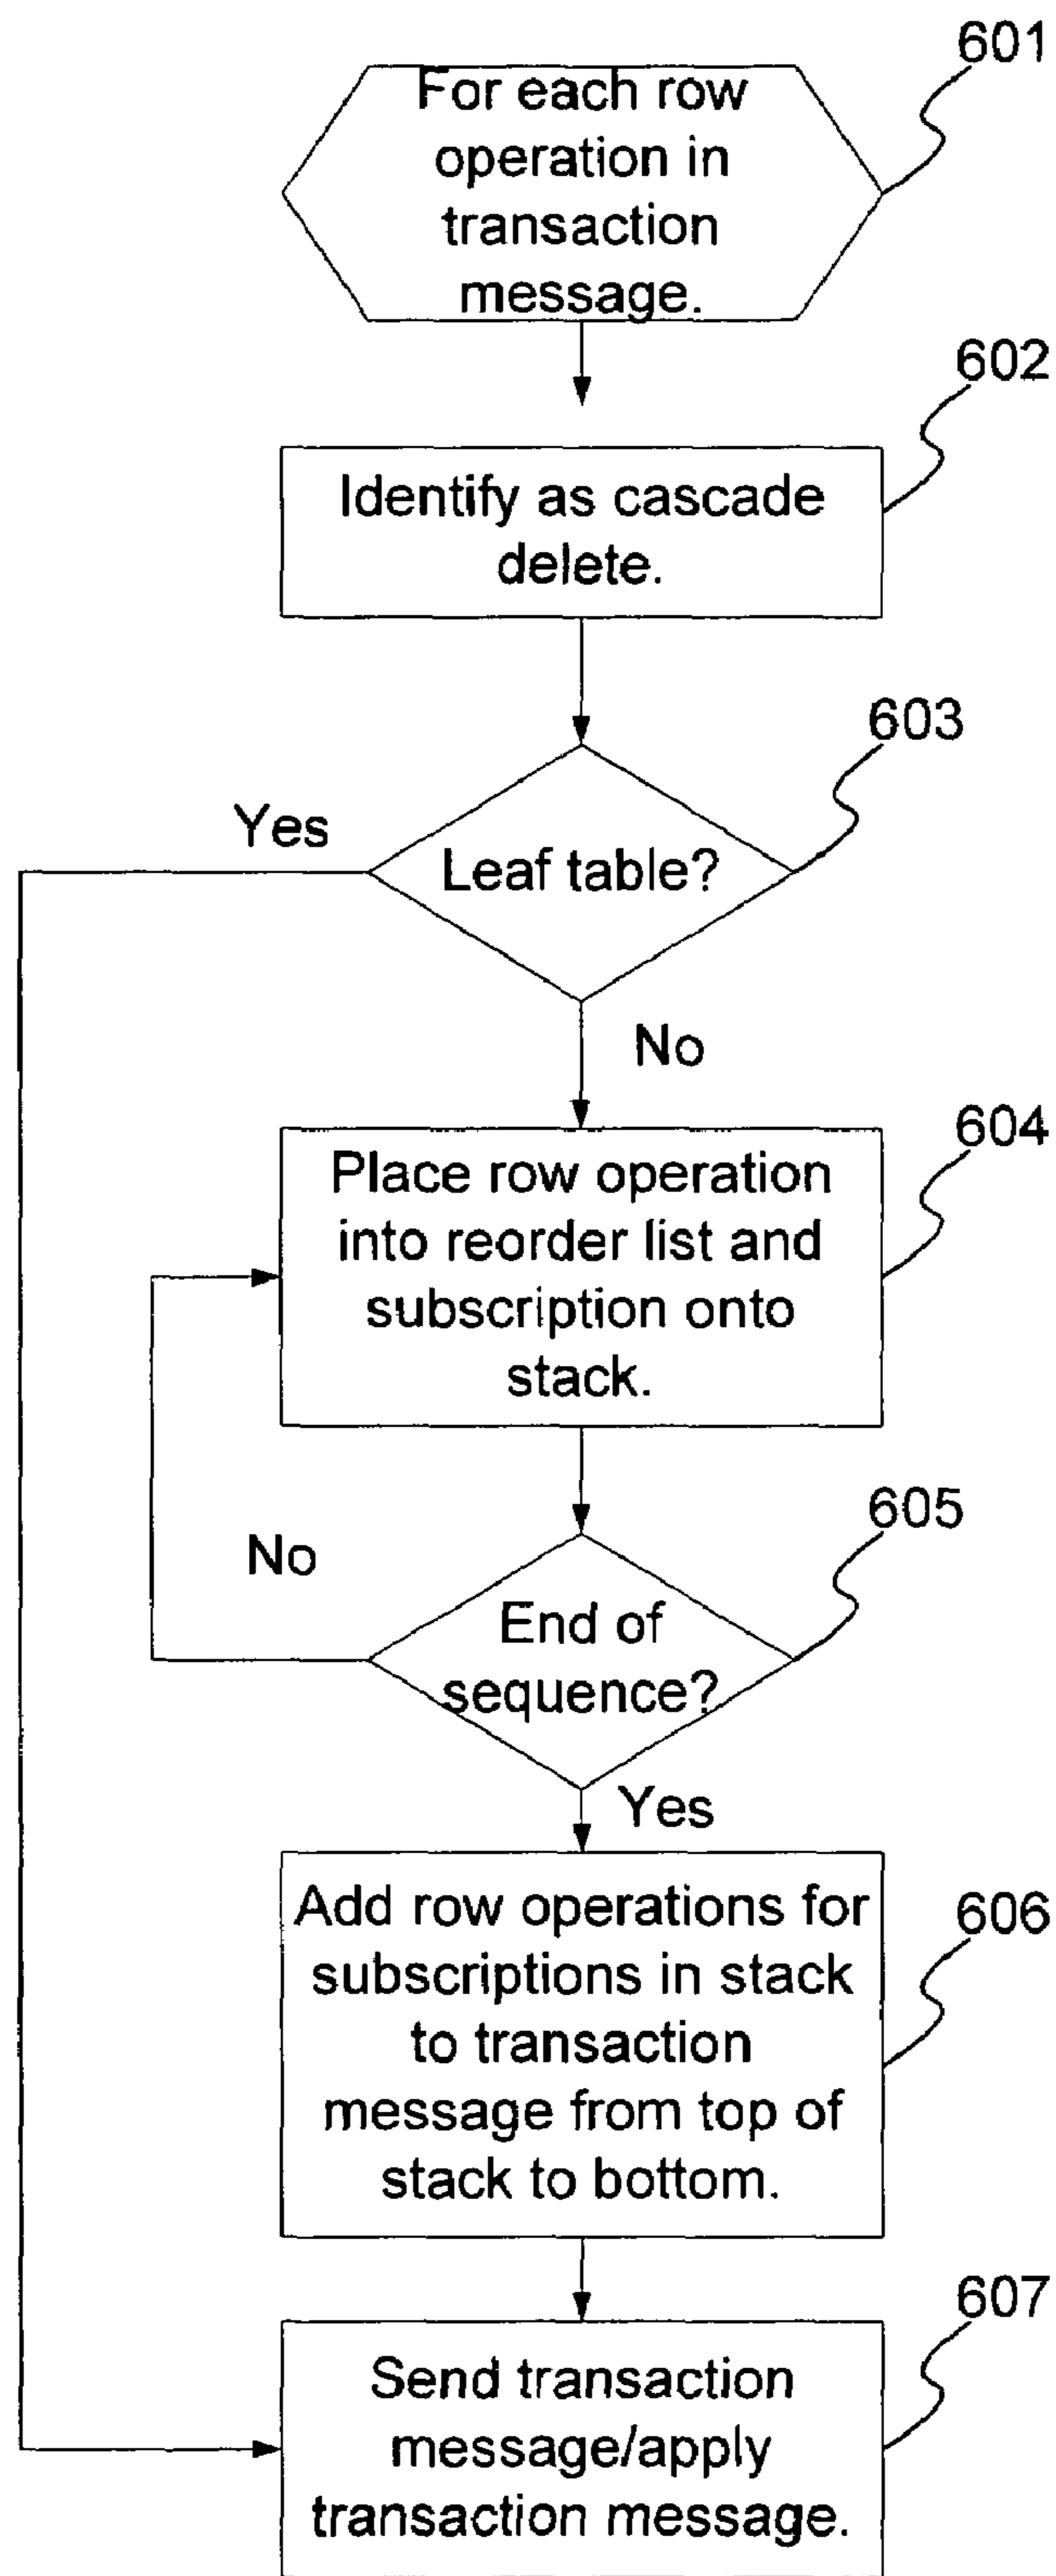 601
For each row
operation in
transaction
message.
602
Identify as cascade
delete.
603
Yes
Leaf table?
No
604
Place row operation
into reorder list and
subscription onto
stack.
605
No
End of
sequence?
Yes
Add row operations for
606
subscriptions in stack
to transaction
message from top of
stack to bottom.
607
Send transaction
message/apply
transaction message.